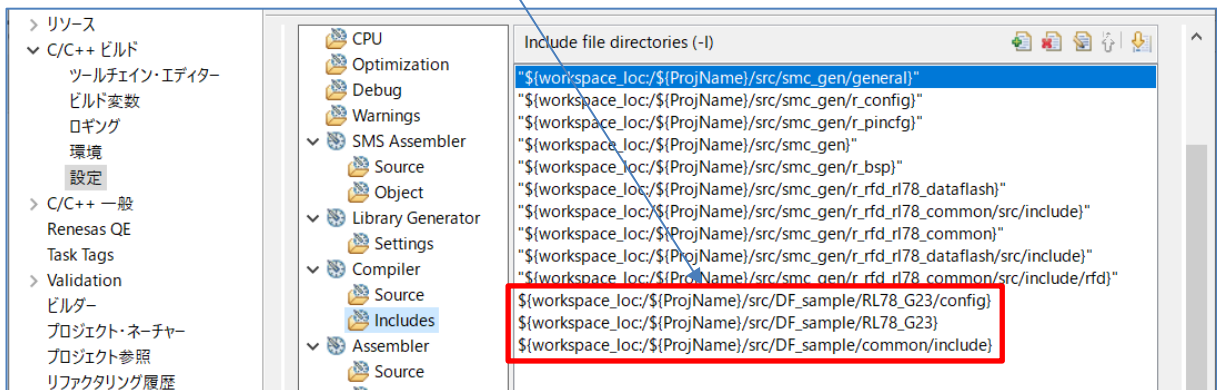 リソース
C/C++ ビルド
ツールチェイン・エディター
ビルド変数
ロギング
環境
設定
C/C++ 一般
Renesas QE
Task Tags
Validation
ビルダー
プロジェクト・ネーチャー
プロジェクト参照
リファクタリング履歴
CPU
Optimization
Debug
Warnings
SMS Assembler
Source
Object
Library Generator
Settings
Compiler
Source
Includes
Assembler
Source
Include file directories (-I)
"${workspace_loc:/${ProjName}/src/smc_gen/general}"
"${workspace_loc:/${ProjName}/src/smc_gen/r_config}"
"${workspace_loc:/${ProjName}/src/smc_gen/r_pincfg}"
"${workspace_loc:/${ProjName}/src/smc_gen}"
"${workspace_loc:/${ProjName}/src/smc_gen/r_bsp}"
"${workspace_loc:/${ProjName}/src/smc_gen/r_rfd_rl78_dataflash}"
"${workspace_loc:/${ProjName}/src/smc_gen/r_rfd_rl78_common/src/include}"
"${workspace_loc:/${ProjName}/src/smc_gen/r_rfd_rl78_common}"
"${workspace_loc:/${ProjName}/src/smc_gen/r_rfd_rl78_dataflash/src/include}"
"${workspace_loc:/${ProjName}/src/smc_gen/r_rfd_rl78_common/src/include/rfd}"
${workspace_loc:/${ProjName}/src/DF_sample/RL78_G23/config}
${workspace_loc:/${ProjName}/src/DF_sample/RL78_G23}
${workspace_loc:/${ProjName}/src/DF_sample/common/include}